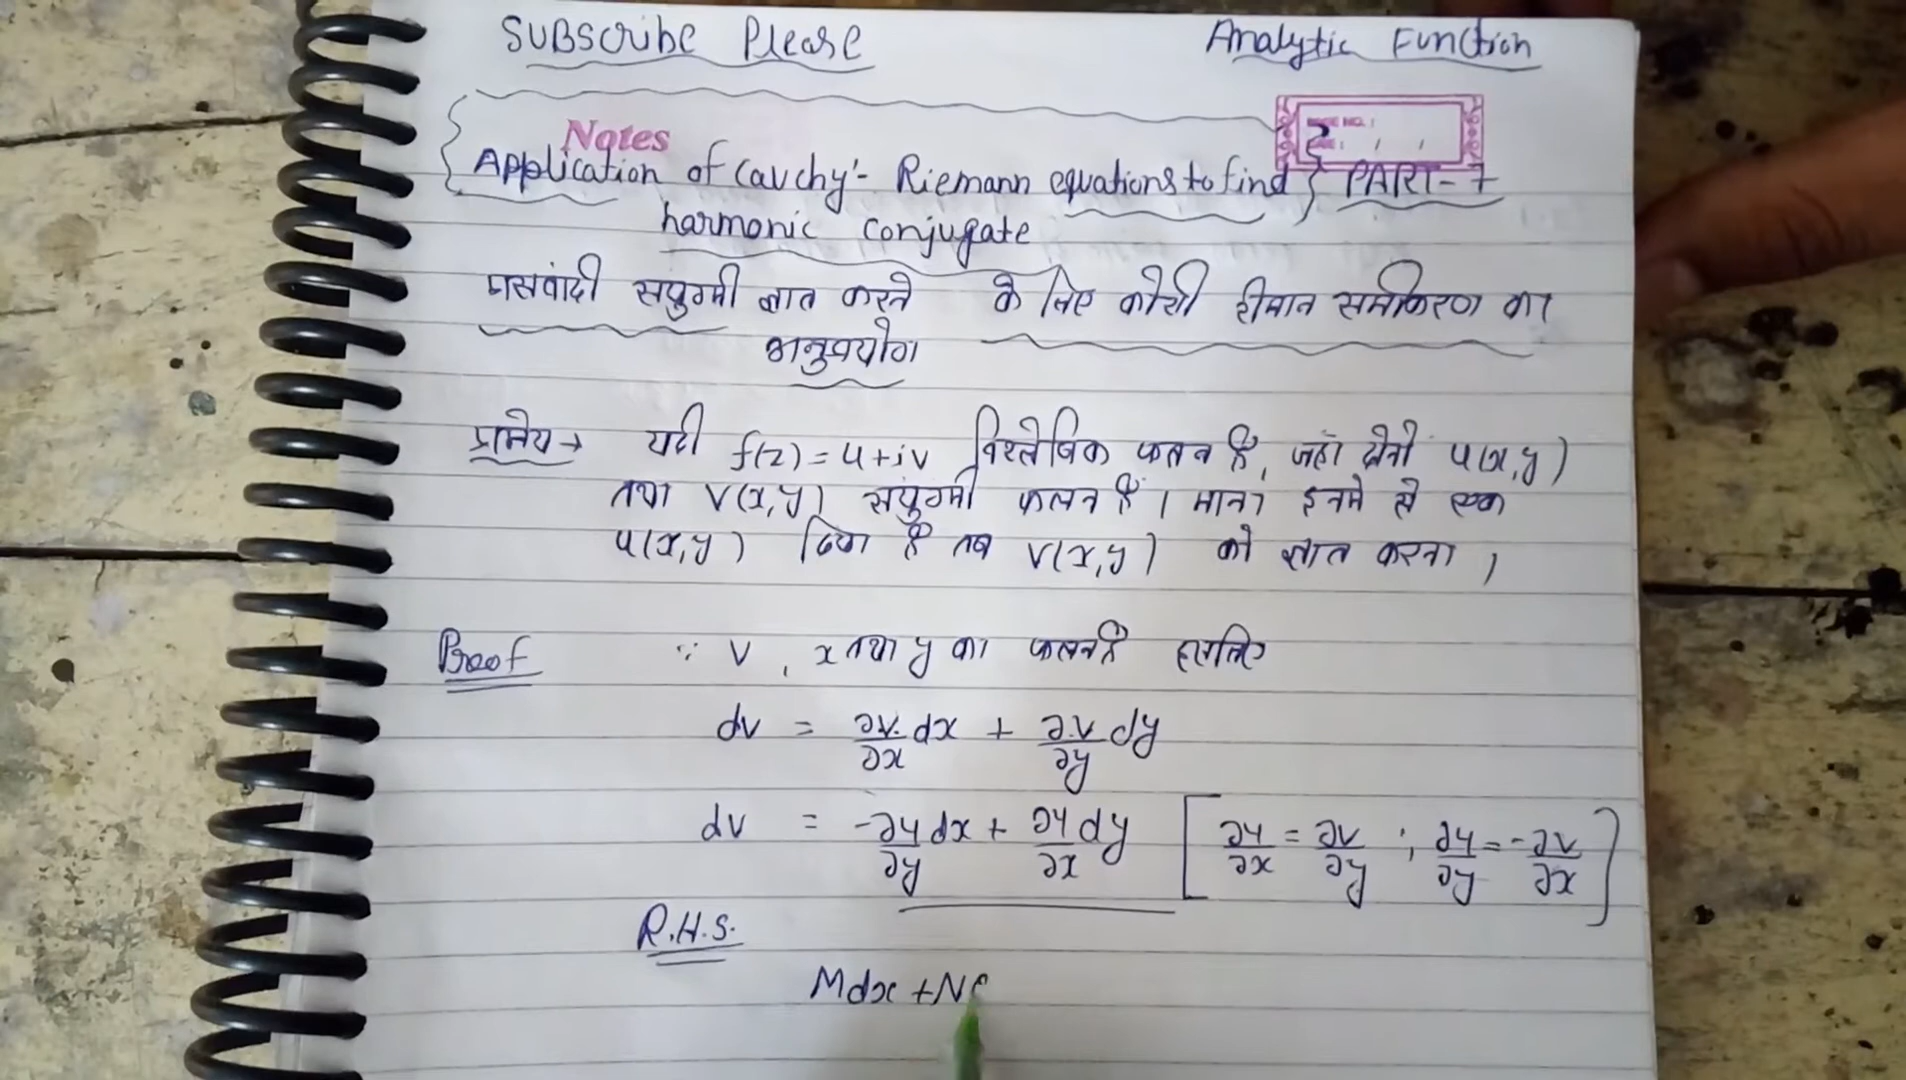 Subscribe Please
Analytic Function
Notes
PAGE NO.:
Application of Cauchy - Riemann equations to find } PART-7
harmonic conjugate
प्रसंवादी संयुग्मी ज्ञात करने के लिए कोशी रीमान समीकरण का
अनुप्रयोग
प्रमेय → यदी f(z) = u+iv विश्लेषिक फलन है, जहाँ दोनो u(x,y)
तथा v(x,y) संयुग्मी फलन है । माना इनमे से एक
u(x,y) दिया है तब v(x,y) को ज्ञात करना ।
Proof ∵ v, x तथा y का फलन है इसलिए
dv = ∂v/∂x dx + ∂v/∂y dy
dv = -∂u/∂y dx + ∂u/∂x dy [∂u/∂x = ∂v/∂y ; ∂u/∂y = -∂v/∂x]
R.H.S.
Mdx + N